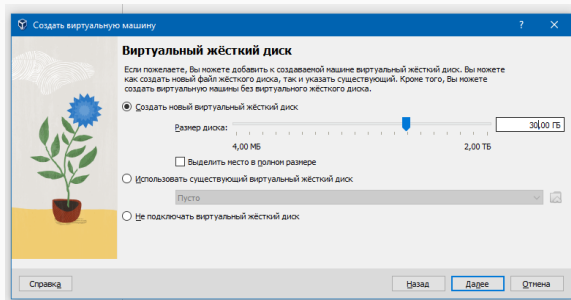 Создать виртуальную машину
Виртуальный жёсткий диск
Если пожелаете, Вы можете добавить к создаваемой машине виртуальный жёсткий диск. Вы можете
как создать новый файл жёсткого диска, так и указать существующий. Кроме того, Вы можете
создать виртуальную машины без виртуального жёсткого диска.
Создать новый виртуальный жёсткий диск
Размер диска:
30,00 ГБ
4,00 МБ
2,00 ТБ
Выделить место в полном размере
Использовать существующий виртуальный жёсткий диск
Пусто
Не подключать виртуальный жёсткий диск
Справка
Назад
Далее
Отмена